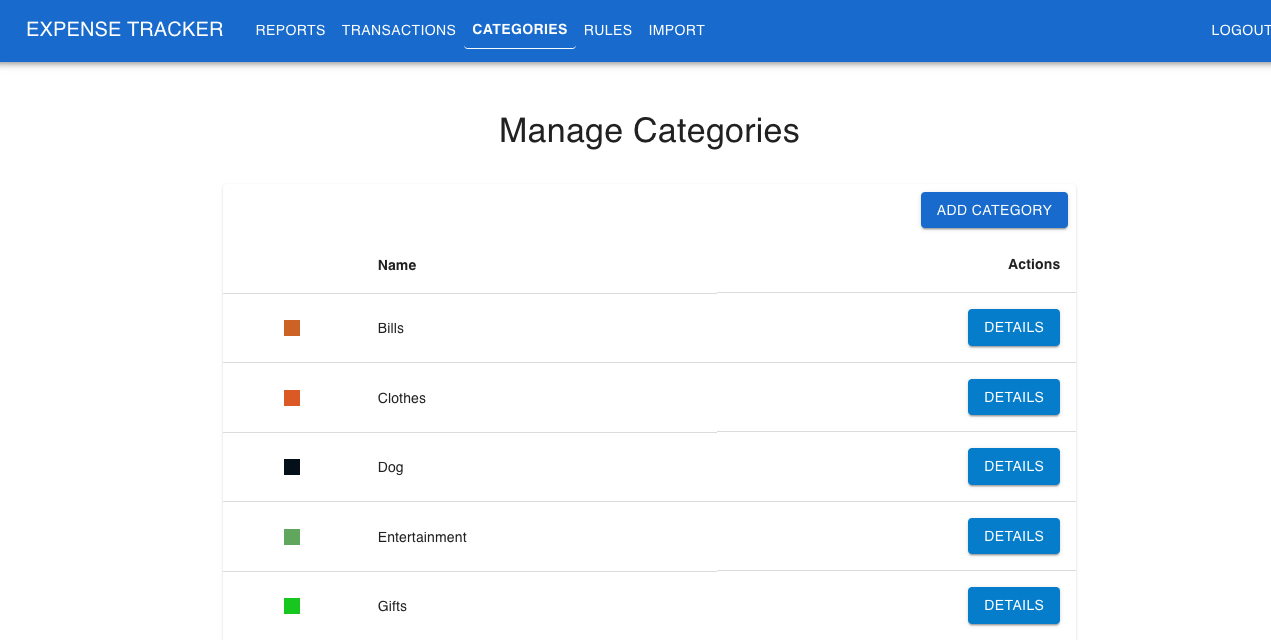 EXPENSE TRACKER REPORTS TRANSACTIONS CATEGORIES RULES IMPORT LOGOUT
Manage Categories
ADD CATEGORY
Name Actions
Bills DETAILS
Clothes DETAILS
Dog DETAILS
Entertainment DETAILS
Gifts DETAILS